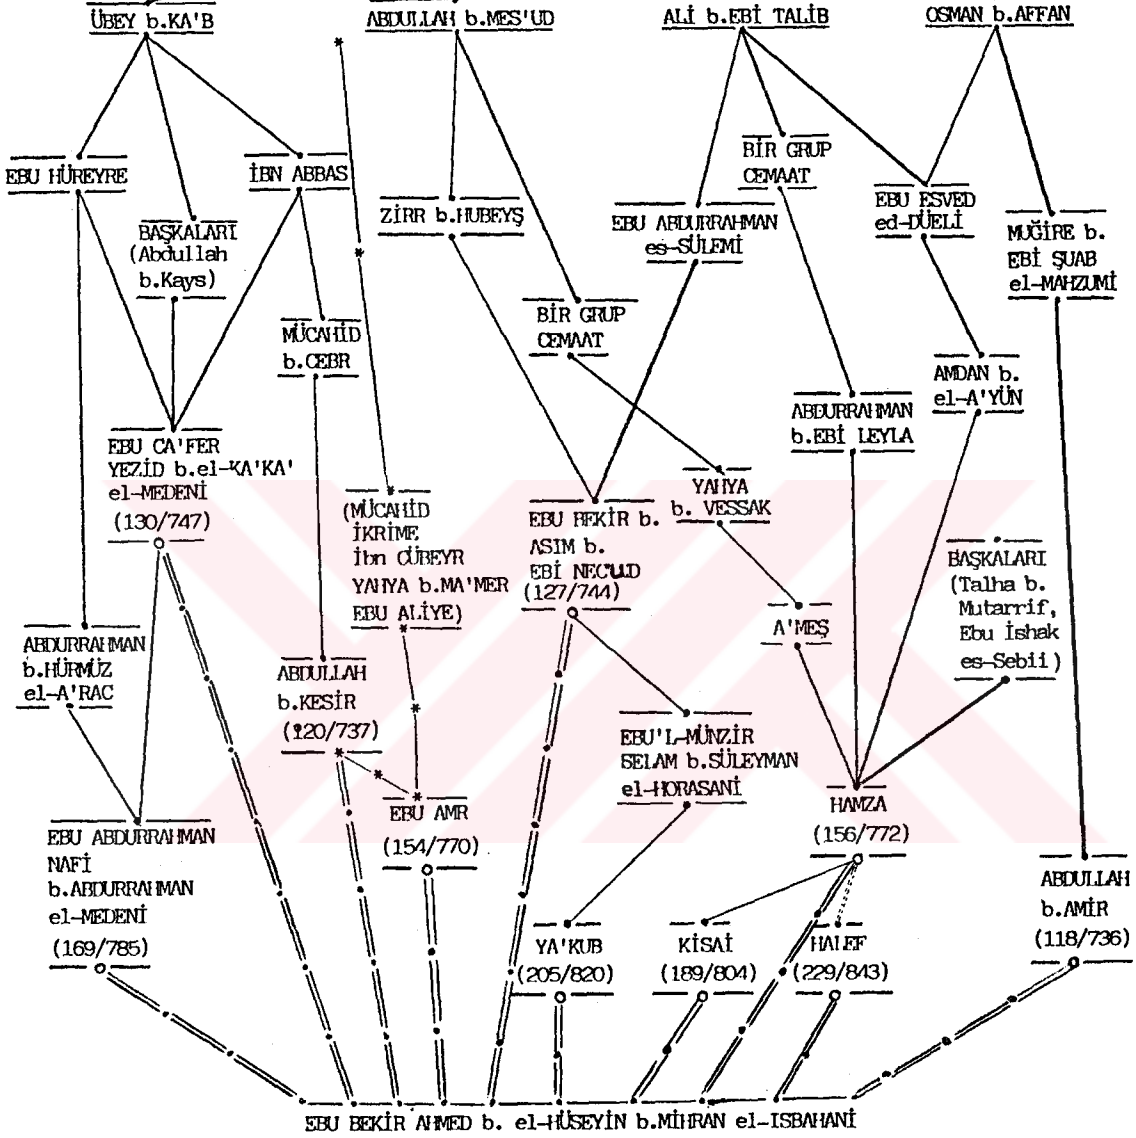 ÜBEY b.KA'B
ABDULLAH b.MES'UD
ALİ b.EBİ TALİB
OSMAN b.AFFAN
EBU HÜREYRE
İBN ABBAS
BİR GRUP
CEMAAT
ZİRR b.HUBEYŞ
EBU ABDURRAHMAN
es-SÜLEMİ
EBU ESVED
ed-DÜELİ
BAŞKALARI
(Abdullah
b.Kays)
MUĞİRE b.
EBİ ŞUAB
el-MAHZUMİ
MÜCAHİD
b.CEBR
BİR GRUP
CEMAAT
AMDAN b.
el-A'YÜN
ABDURRAHMAN
b.EBİ LEYLA
EBU CA'FER
YEZİD b.el-KA'KA'
el-MEDENİ
(130/747)
(MÜCAHİD
İKRİME
İbn CÜBEYR
YAHYA b.MA'MER
EBU ALİYE)
EBU BEKİR b.
ASIM b.
EBİ NECUD
(127/744)
YAHYA
b. VESSAK
BAŞKALARI
(Talha b.
Mutarrif,
Ebu İshak
es-Sebii)
A'MEŞ
ABDURRAHMAN
b.HÜRMÜZ
el-A'RAC
ABDULLAH
b.KESİR
(120/737)
EBU'L-MÜNZİR
SELAM b.SÜLEYMAN
el-HORASANİ
EBU AMR
(154/770)
HAMZA
(156/772)
EBU ABDURRAHMAN
NAFİ
b.ABDURRAHMAN
el-MEDENİ
(169/785)
ABDULLAH
b.AMİR
(118/736)
YA'KUB
(205/820)
KİSAİ
(189/804)
HALEF
(229/843)
EBU BEKİR AHMED b. el-HÜSEYİN b.MİHRAN el-ISBAHANİ